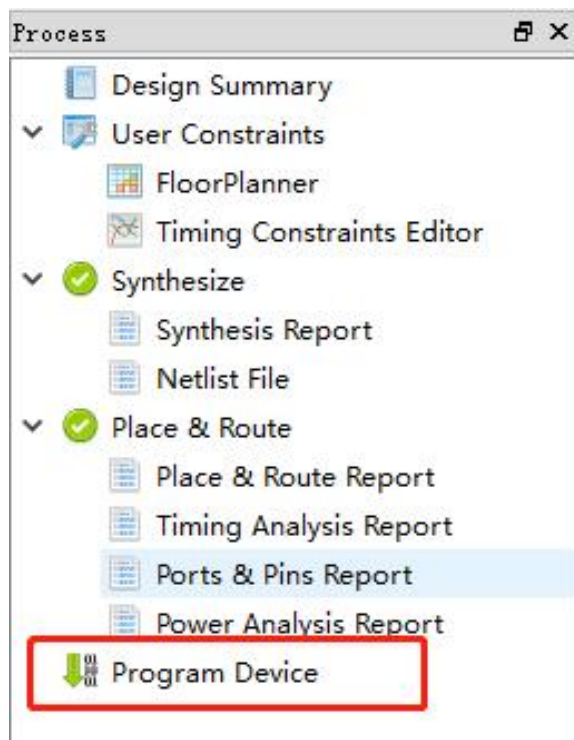 Process
Design Summary
User Constraints
FloorPlanner
Timing Constraints Editor
Synthesize
Synthesis Report
Netlist File
Place & Route
Place & Route Report
Timing Analysis Report
Ports & Pins Report
Power Analysis Report
Program Device